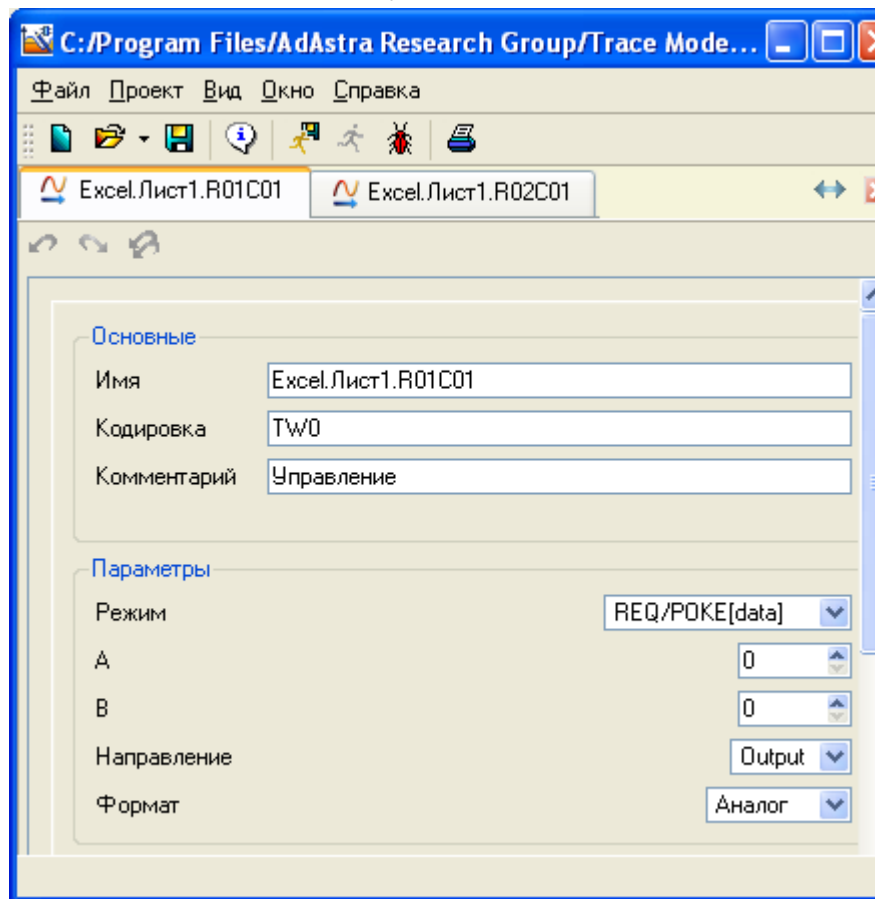 C:/Program Files/AdAstra Research Group/Trace Mode...
Файл Проект Вид Окно Справка
Excel.Лист1.R01C01 Excel.Лист1.R02C01
Основные
Имя Excel.Лист1.R01C01
Кодировка TW0
Комментарий Управление
Параметры
Режим REQ/POKE[data]
A 0
B 0
Направление Output
Формат Аналог